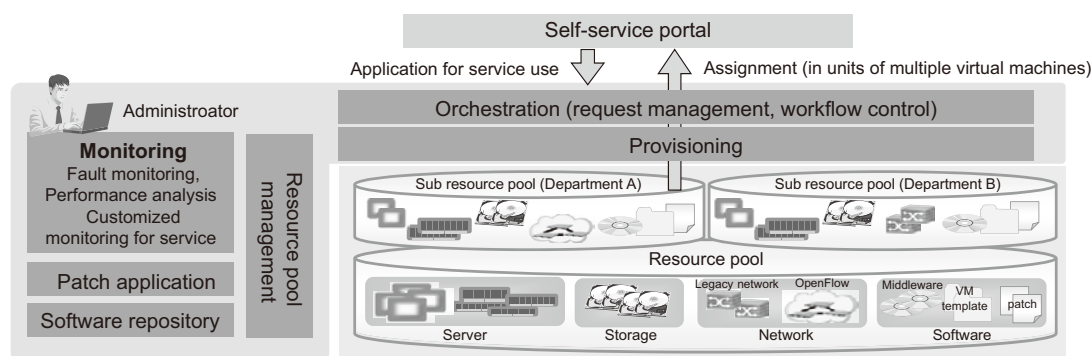 Self-service portal
Application for service use
Assignment (in units of multiple virtual machines)
Administroator
Orchestration (request management, workflow control)
Provisioning
Monitoring
Fault monitoring,
Performance analysis
Customized
monitoring for service
Patch application
Software repository
Resource pool
management
Sub resource pool (Department A)
Sub resource pool (Department B)
Resource pool
Legacy network
OpenFlow
Middleware
VM
template
patch
Server
Storage
Network
Software